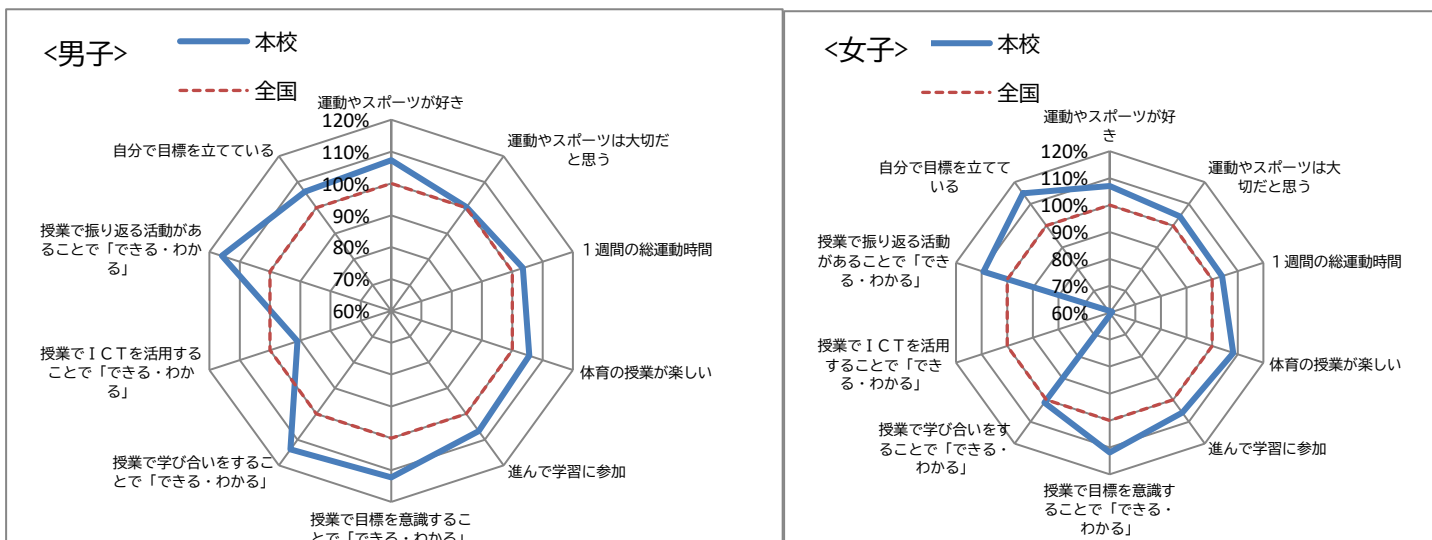 <男子>
本校
全国
運動やスポーツが好き
運動やスポーツは大切だ
と思う
１週間の総運動時間
体育の授業が楽しい
進んで学習に参加
授業で目標を意識するこ
とで「できる・わかる」
授業で学び合いをするこ
とで「できる・わかる」
授業でＩＣＴを活用する
ことで「できる・わか
る」
授業で振り返る活動があ
ることで「できる・わか
る」
自分で目標を立てている
120%
110%
100%
90%
80%
70%
60%
<女子>
本校
全国
運動やスポーツが好
き
運動やスポーツは大
切だと思う
１週間の総運動時間
体育の授業が楽しい
進んで学習に参加
授業で目標を意識す
ることで「できる・
わかる」
授業で学び合いをす
ることで「できる・
わかる」
授業でＩＣＴを活用
することで「でき
る・わかる」
授業で振り返る活動
があることで「でき
る・わかる」
自分で目標を立てて
いる
120%
110%
100%
90%
80%
70%
60%